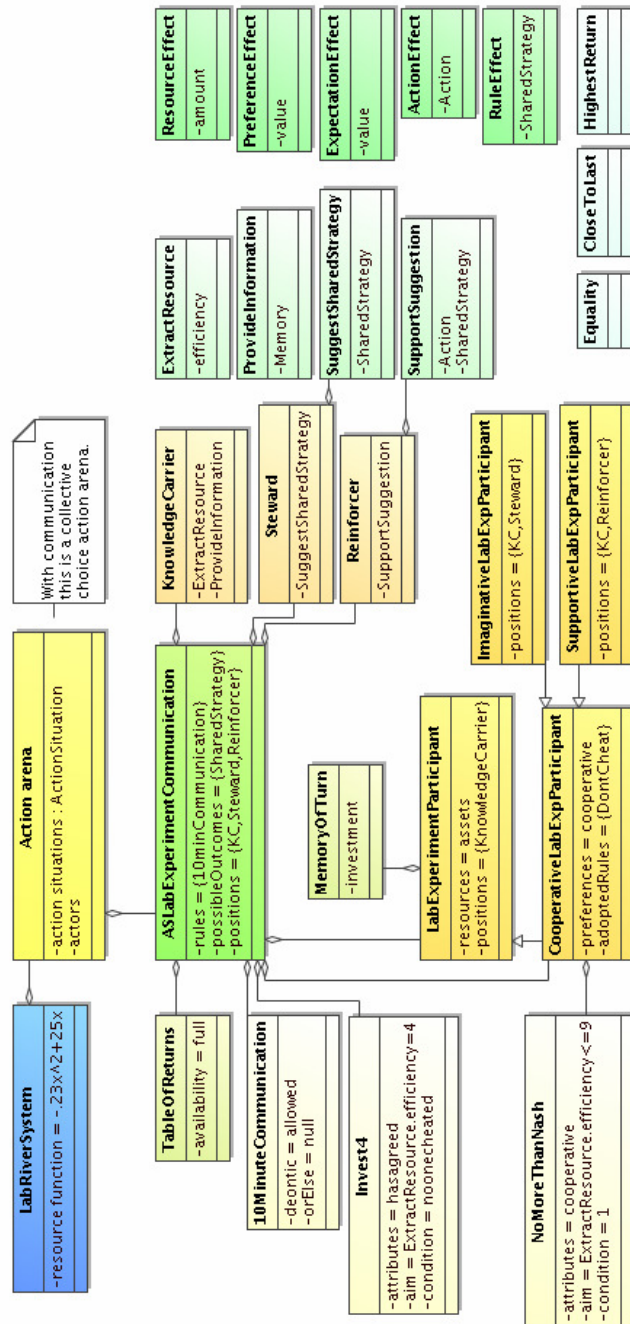 LabRiverSystem
-resource function = -.23x^2+25x
Action arena
-action situations : ActionSituation
-actors
With communication
this is a collective
choice action arena.
TableOfReturns
-availability = full
10MinuteCommunication
-deontic = allowed
-orElse = null
Invest4
-attributes = hasagreed
-aim = ExtractResource.efficiency=4
-condition = noonecheated
NoMoreThanNash
-attributes = cooperative
-aim = ExtractResource.efficiency<=9
-condition = 1
ASLabExperimentCommunication
-rules = {10minCommunication}
-possibleOutcomes = {SharedStrategy}
-positions = {KC,Steward,Reinforcer}
MemoryOfTurn
-investment
LabExperimentParticipant
-resources = assets
-positions = {KnowledgeCarrier}
CooperativeLabExpParticipant
-preferences = cooperative
-adoptedRules = {DontCheat}
KnowledgeCarrier
-ExtractResource
-ProvideInformation
Steward
-SuggestSharedStrategy
Reinforcer
-SupportSuggestion
ImaginativeLabExpParticipant
-positions = {KC,Steward}
SupportiveLabExpParticipant
-positions = {KC,Reinforcer}
ExtractResource
-efficiency
ProvideInformation
-Memory
SuggestSharedStrategy
-SharedStrategy
SupportSuggestion
-Action
-SharedStrategy
Equality
CloseToLast
HighestReturn
ResourceEffect
-amount
PreferenceEffect
-value
ExpectationEffect
-value
ActionEffect
-Action
RuleEffect
-SharedStrategy